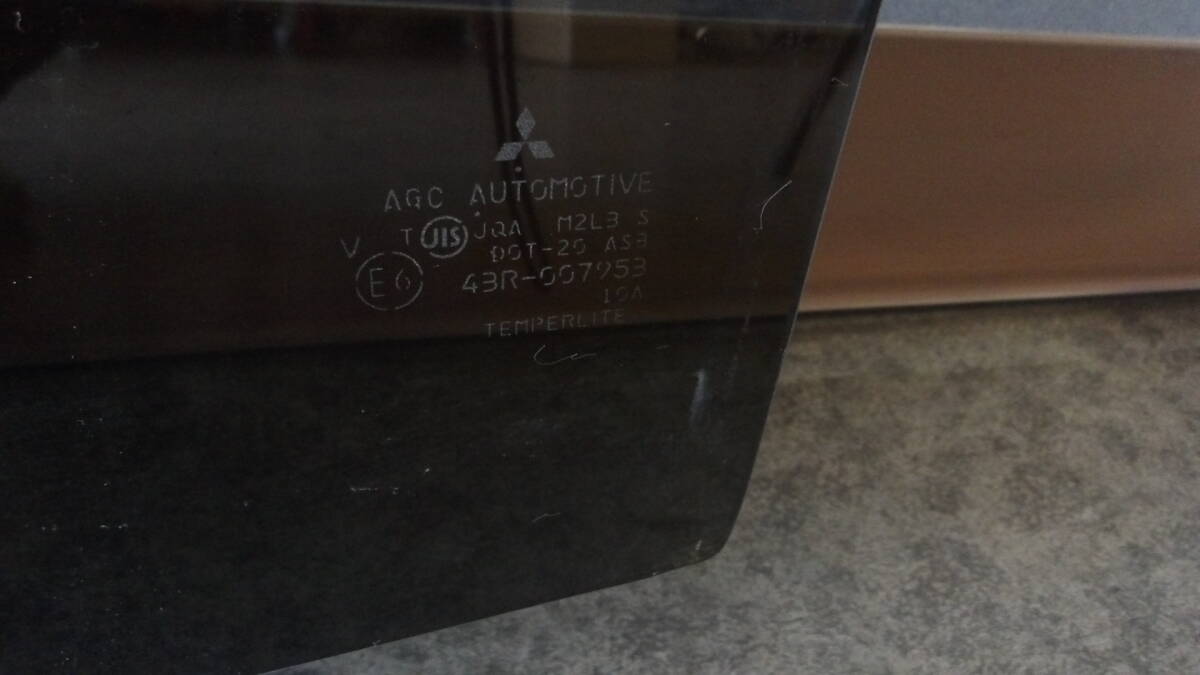 AGC AUTOMOTIVE
T JIS JQA M2L3 S
V DOT-20 AS3
E6 43R-007953
10A
TEMPERLITE